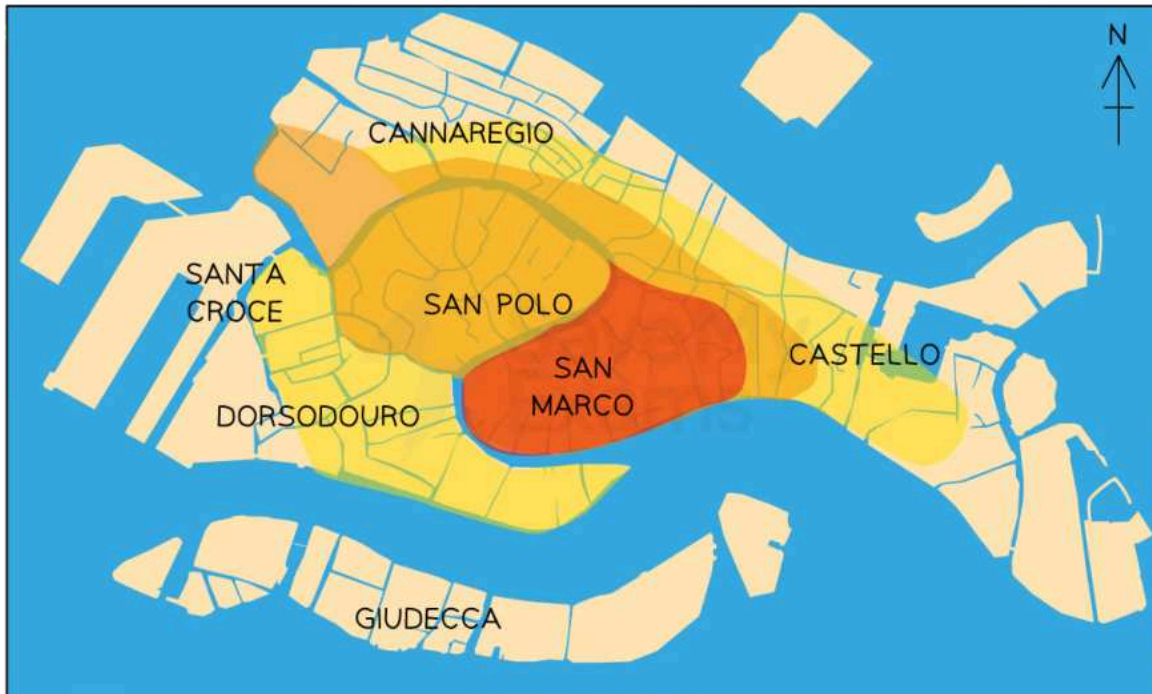 N
CANNAREGIO
SANTA
CROCE
SAN POLO
CASTELLO
SAN
MARCO
DORSODOURO
GIUDECCA